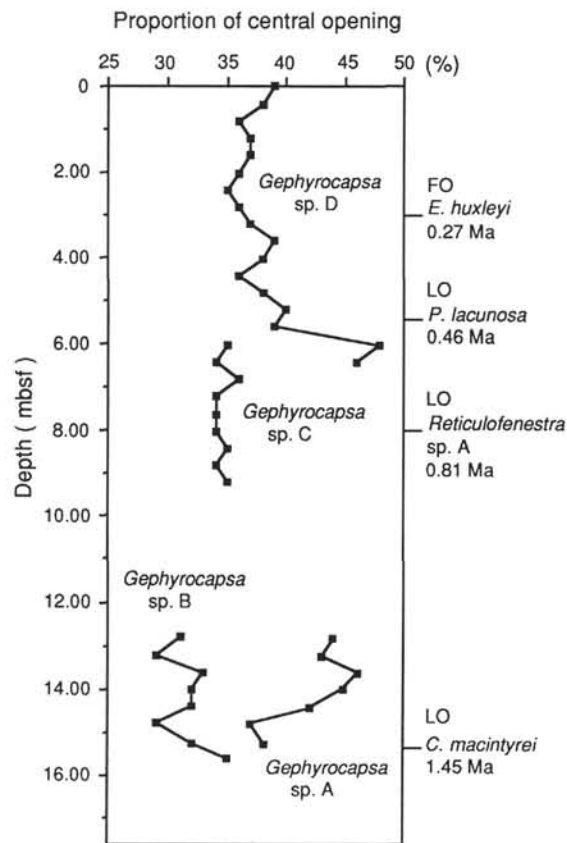 Proportion of central opening
25 30 35 40 45 50 (%)
0
2.00
4.00
6.00
8.00
10.00
12.00
14.00
16.00
Depth ( mbsf )
Gephyrocapsa
sp. D
Gephyrocapsa
sp. C
Gephyrocapsa
sp. B
Gephyrocapsa
sp. A
FO
E. huxleyi
0.27 Ma
LO
P. lacunosa
0.46 Ma
LO
Reticulofenestra
sp. A
0.81 Ma
LO
C. macintyrei
1.45 Ma